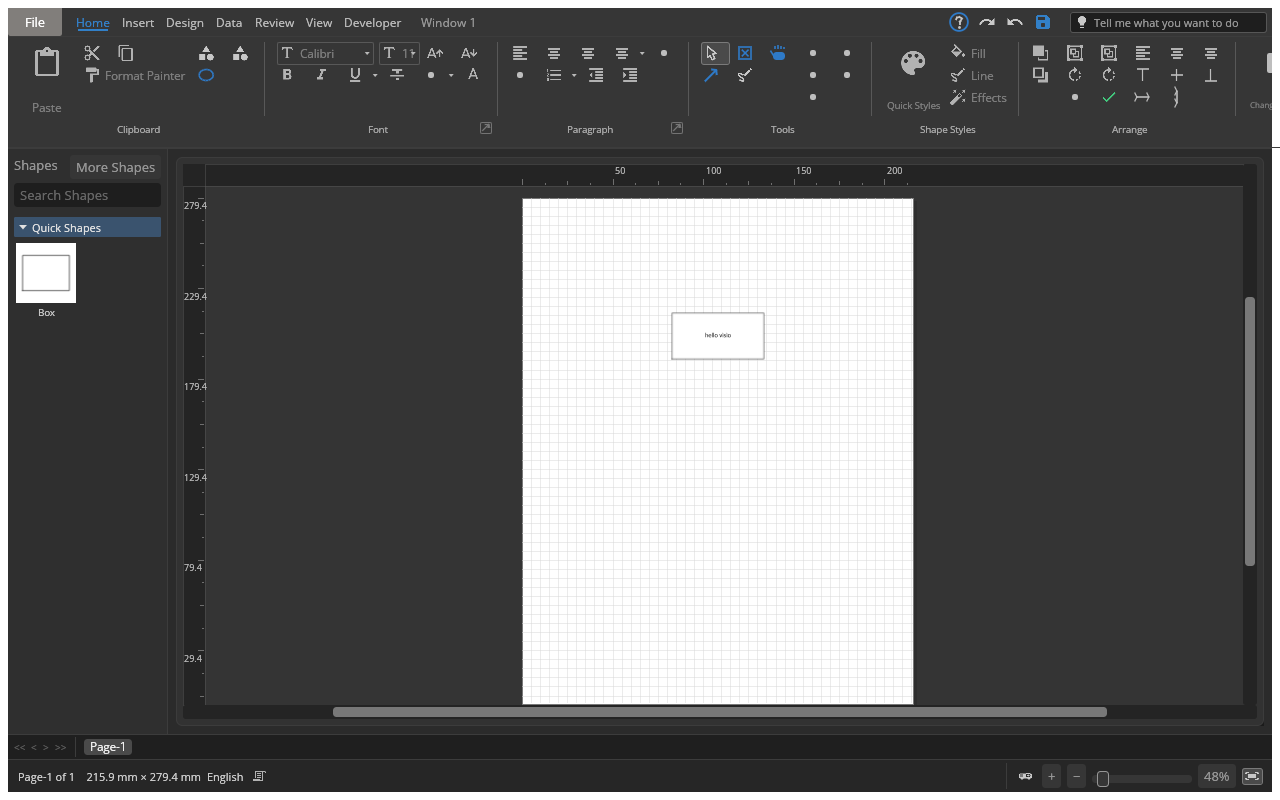 File Home Insert Design Data Review View Developer Window 1 Tell me what you want to do
Calibri 11
Format Painter
Paste
Fill
Line
Effects
Quick Styles
Clipboard Font Paragraph Tools Shape Styles Arrange
Shapes More Shapes
Search Shapes
Quick Shapes
Box
50 100 150 200
279.4
229.4
179.4
129.4
79.4
29.4
hello visio
<< < > >> Page-1
Page-1 of 1 215.9 mm × 279.4 mm English 48%